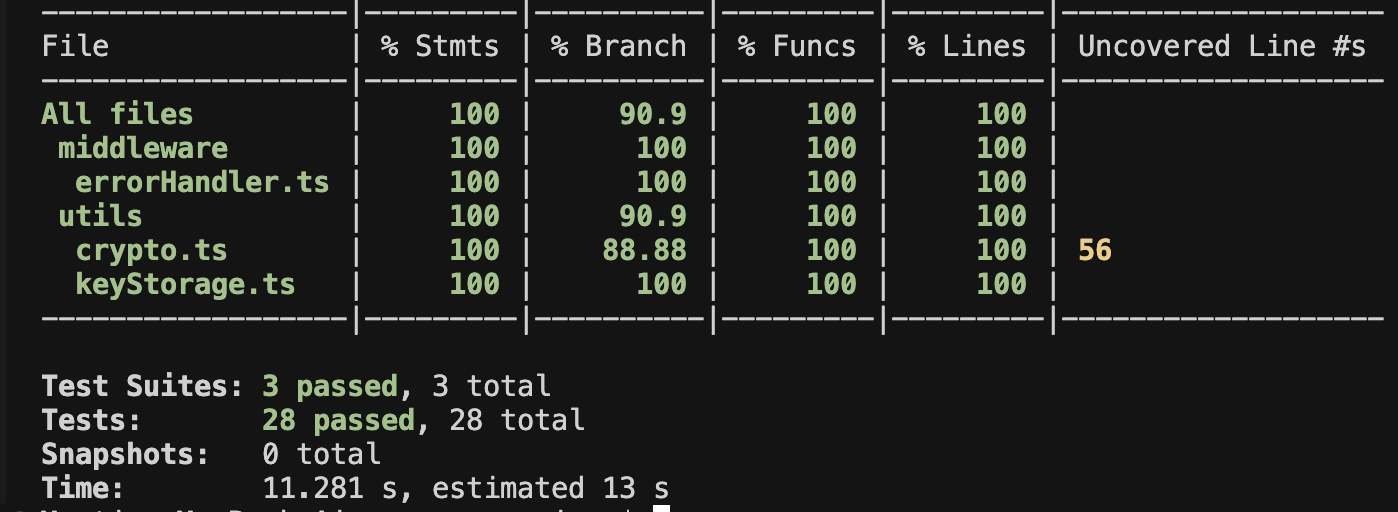 File | % Stmts | % Branch | % Funcs | % Lines | Uncovered Line #s
All files | 100 | 90.9 | 100 | 100 |
middleware | 100 | 100 | 100 | 100 |
errorHandler.ts | 100 | 100 | 100 | 100 |
utils | 100 | 90.9 | 100 | 100 |
crypto.ts | 100 | 88.88 | 100 | 100 | 56
keyStorage.ts | 100 | 100 | 100 | 100 |
Test Suites: 3 passed, 3 total
Tests: 28 passed, 28 total
Snapshots: 0 total
Time: 11.281 s, estimated 13 s